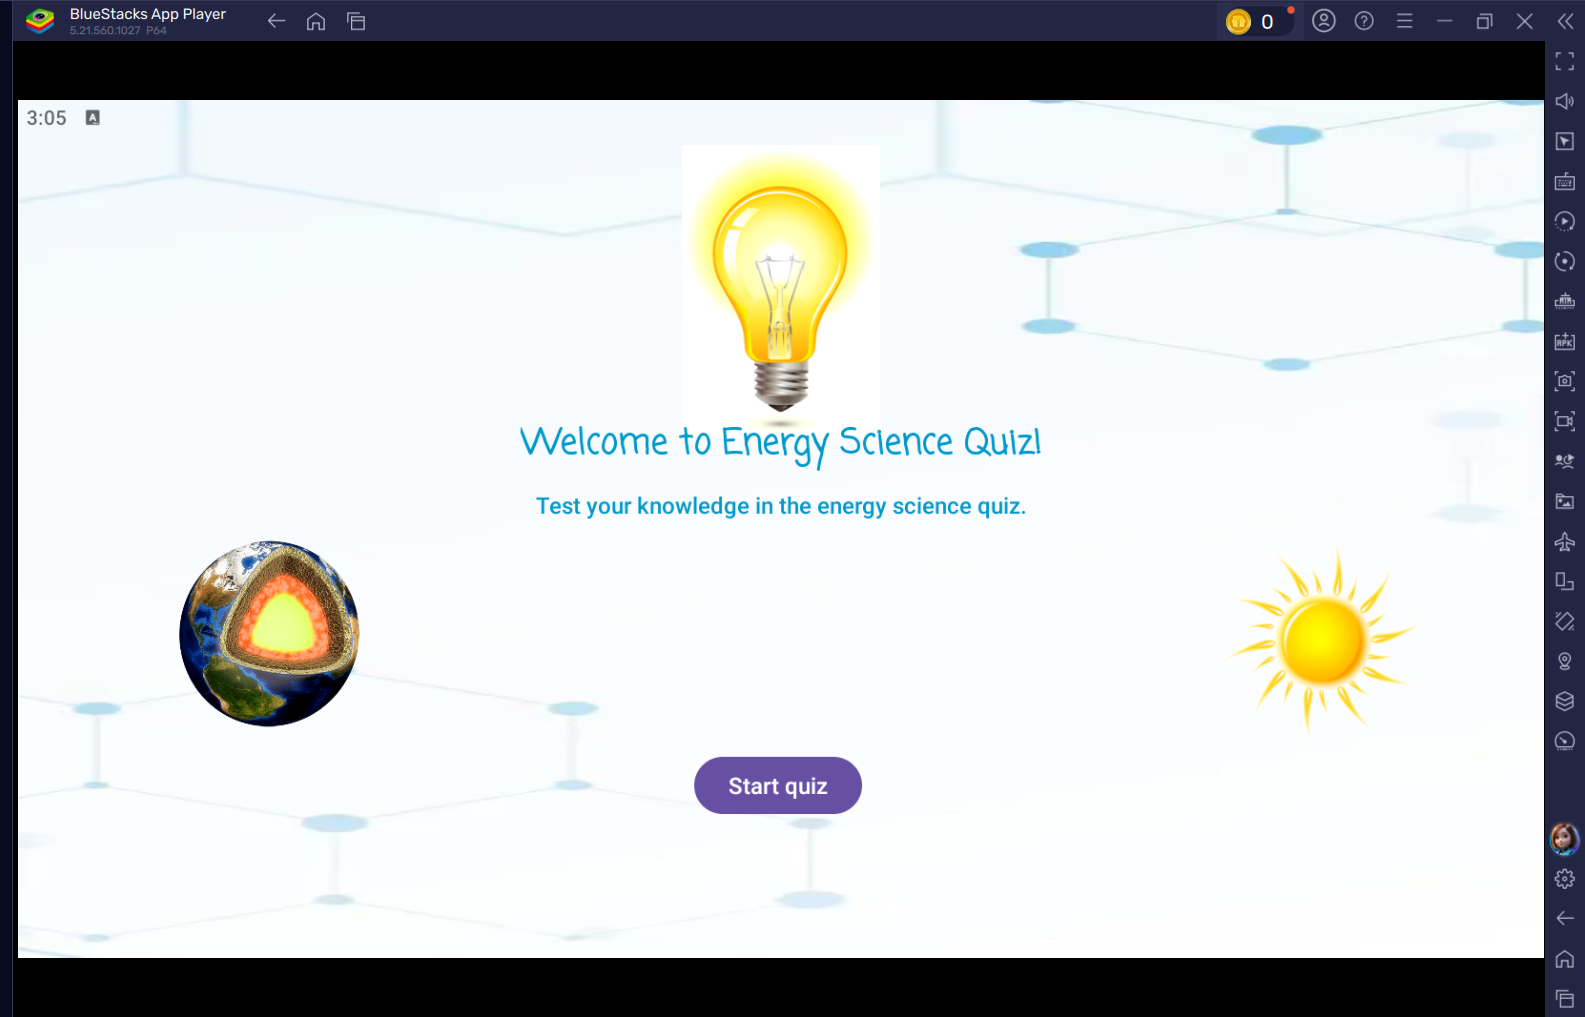 BlueStacks App Player
5.21.560.1027 P64
0
3:05
A
Welcome to Energy Science Quiz!
Test your knowledge in the energy science quiz.
Start quiz